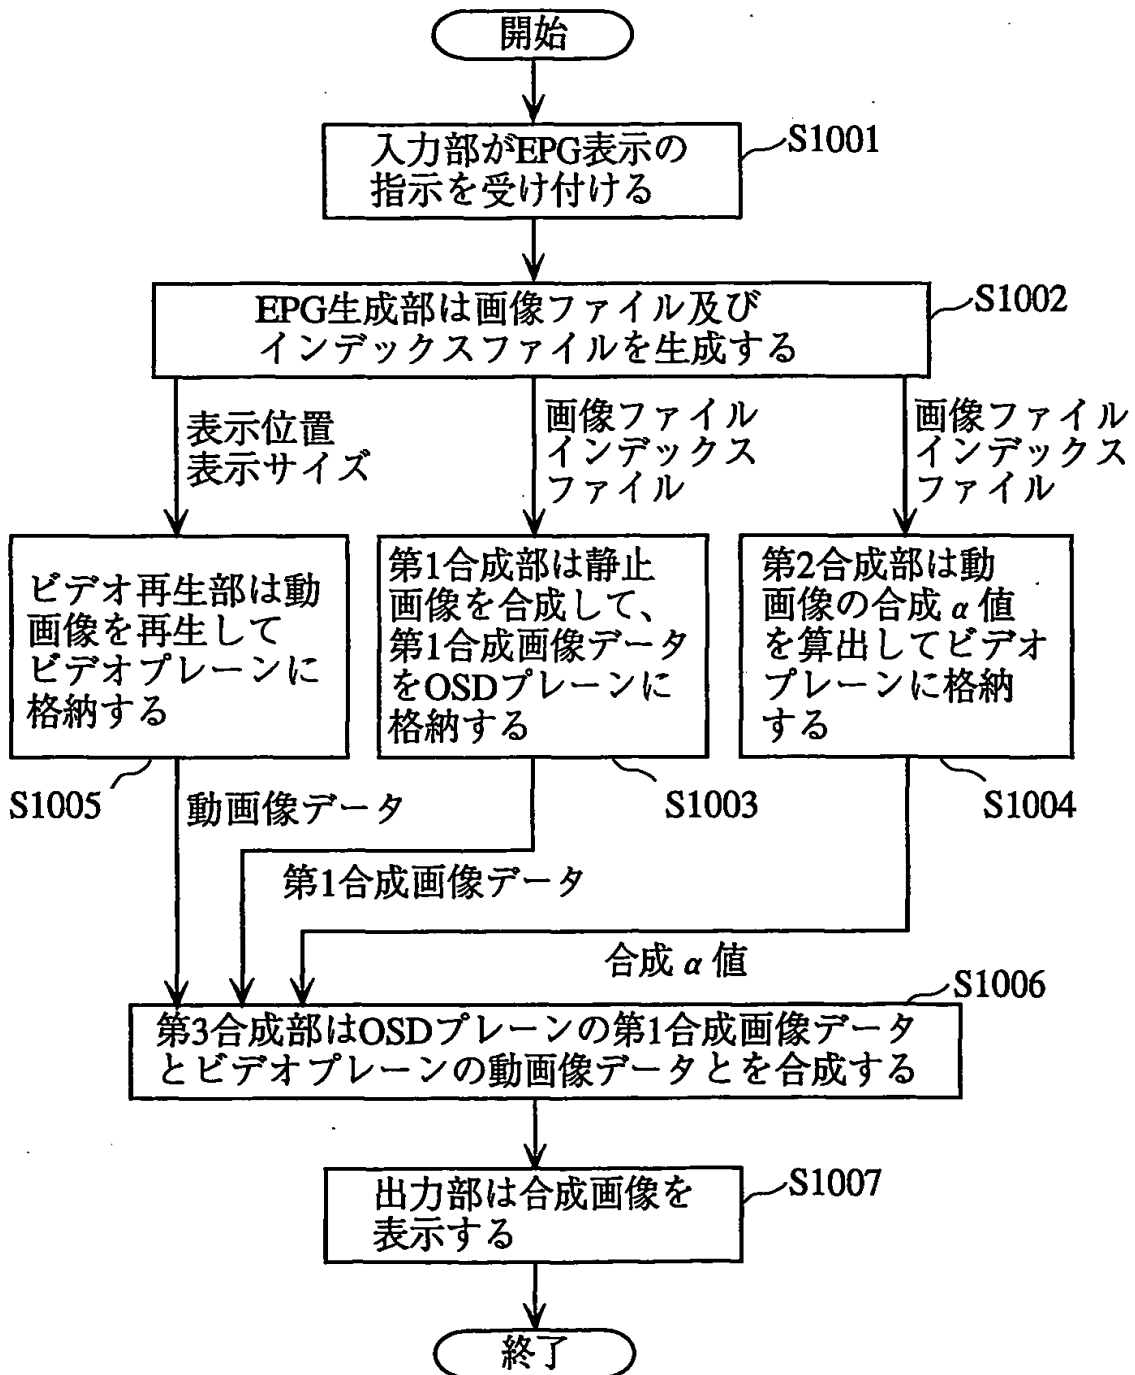 開始
入力部がEPG表示の
指示を受け付ける
S1001
EPG生成部は画像ファイル及び
インデックスファイルを生成する
S1002
表示位置
表示サイズ
画像ファイル
インデックス
ファイル
画像ファイル
インデックス
ファイル
ビデオ再生部は動
画像を再生して
ビデオプレーンに
格納する
S1005
第1合成部は静止
画像を合成して、
第1合成画像データ
をOSDプレーンに
格納する
S1003
第2合成部は動
画像の合成α値
を算出してビデオ
プレーンに格納
する
S1004
動画像データ
第1合成画像データ
合成α値
S1006
第3合成部はOSDプレーンの第1合成画像データ
とビデオプレーンの動画像データとを合成する
出力部は合成画像を
表示する
S1007
終了